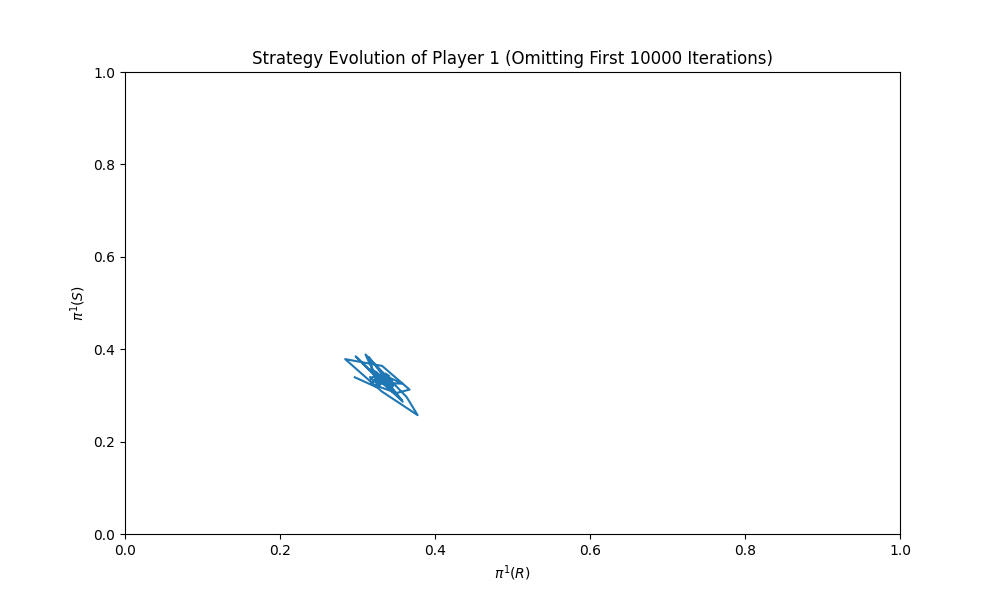 Strategy Evolution of Player 1 (Omitting First 10000 Iterations)
1.0
0.8
0.6
0.4
0.2
0.0
π¹(S)
0.0 0.2 0.4 0.6 0.8 1.0
π¹(R)